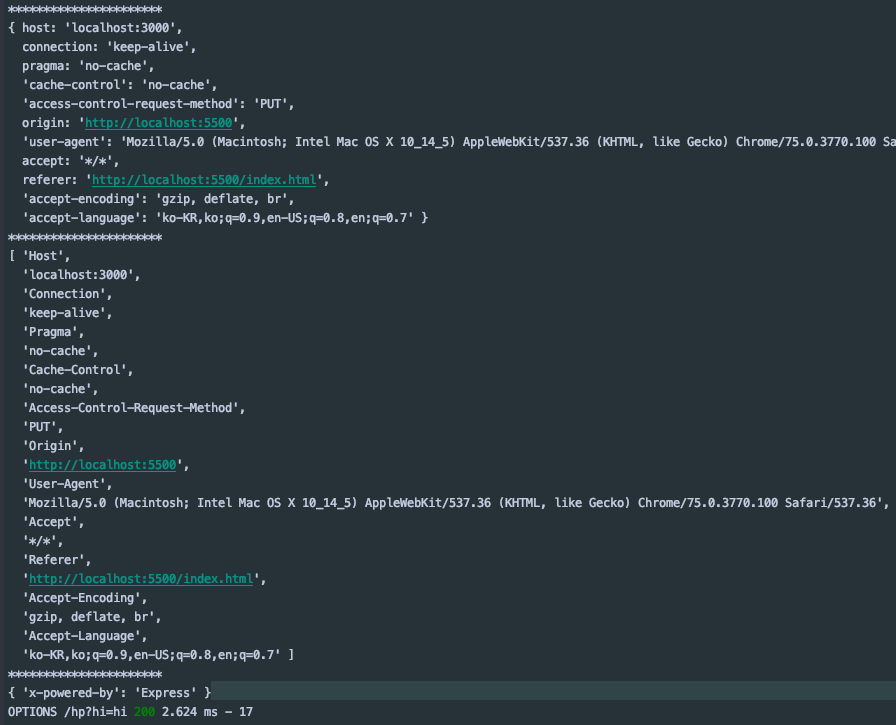 **********************
{ host: 'localhost:3000',
  connection: 'keep-alive',
  pragma: 'no-cache',
  'cache-control': 'no-cache',
  'access-control-request-method': 'PUT',
  origin: 'http://localhost:5500',
  'user-agent': 'Mozilla/5.0 (Macintosh; Intel Mac OS X 10_14_5) AppleWebKit/537.36 (KHTML, like Gecko) Chrome/75.0.3770.100 Sa
  accept: '*/*',
  referer: 'http://localhost:5500/index.html',
  'accept-encoding': 'gzip, deflate, br',
  'accept-language': 'ko-KR,ko;q=0.9,en-US;q=0.8,en;q=0.7' }
**********************
[ 'Host',
  'localhost:3000',
  'Connection',
  'keep-alive',
  'Pragma',
  'no-cache',
  'Cache-Control',
  'no-cache',
  'Access-Control-Request-Method',
  'PUT',
  'Origin',
  'http://localhost:5500',
  'User-Agent',
  'Mozilla/5.0 (Macintosh; Intel Mac OS X 10_14_5) AppleWebKit/537.36 (KHTML, like Gecko) Chrome/75.0.3770.100 Safari/537.36',
  'Accept',
  '*/*',
  'Referer',
  'http://localhost:5500/index.html',
  'Accept-Encoding',
  'gzip, deflate, br',
  'Accept-Language',
  'ko-KR,ko;q=0.9,en-US;q=0.8,en;q=0.7' ]
**********************
{ 'x-powered-by': 'Express' }
OPTIONS /hp?hi=hi 200 2.624 ms - 17